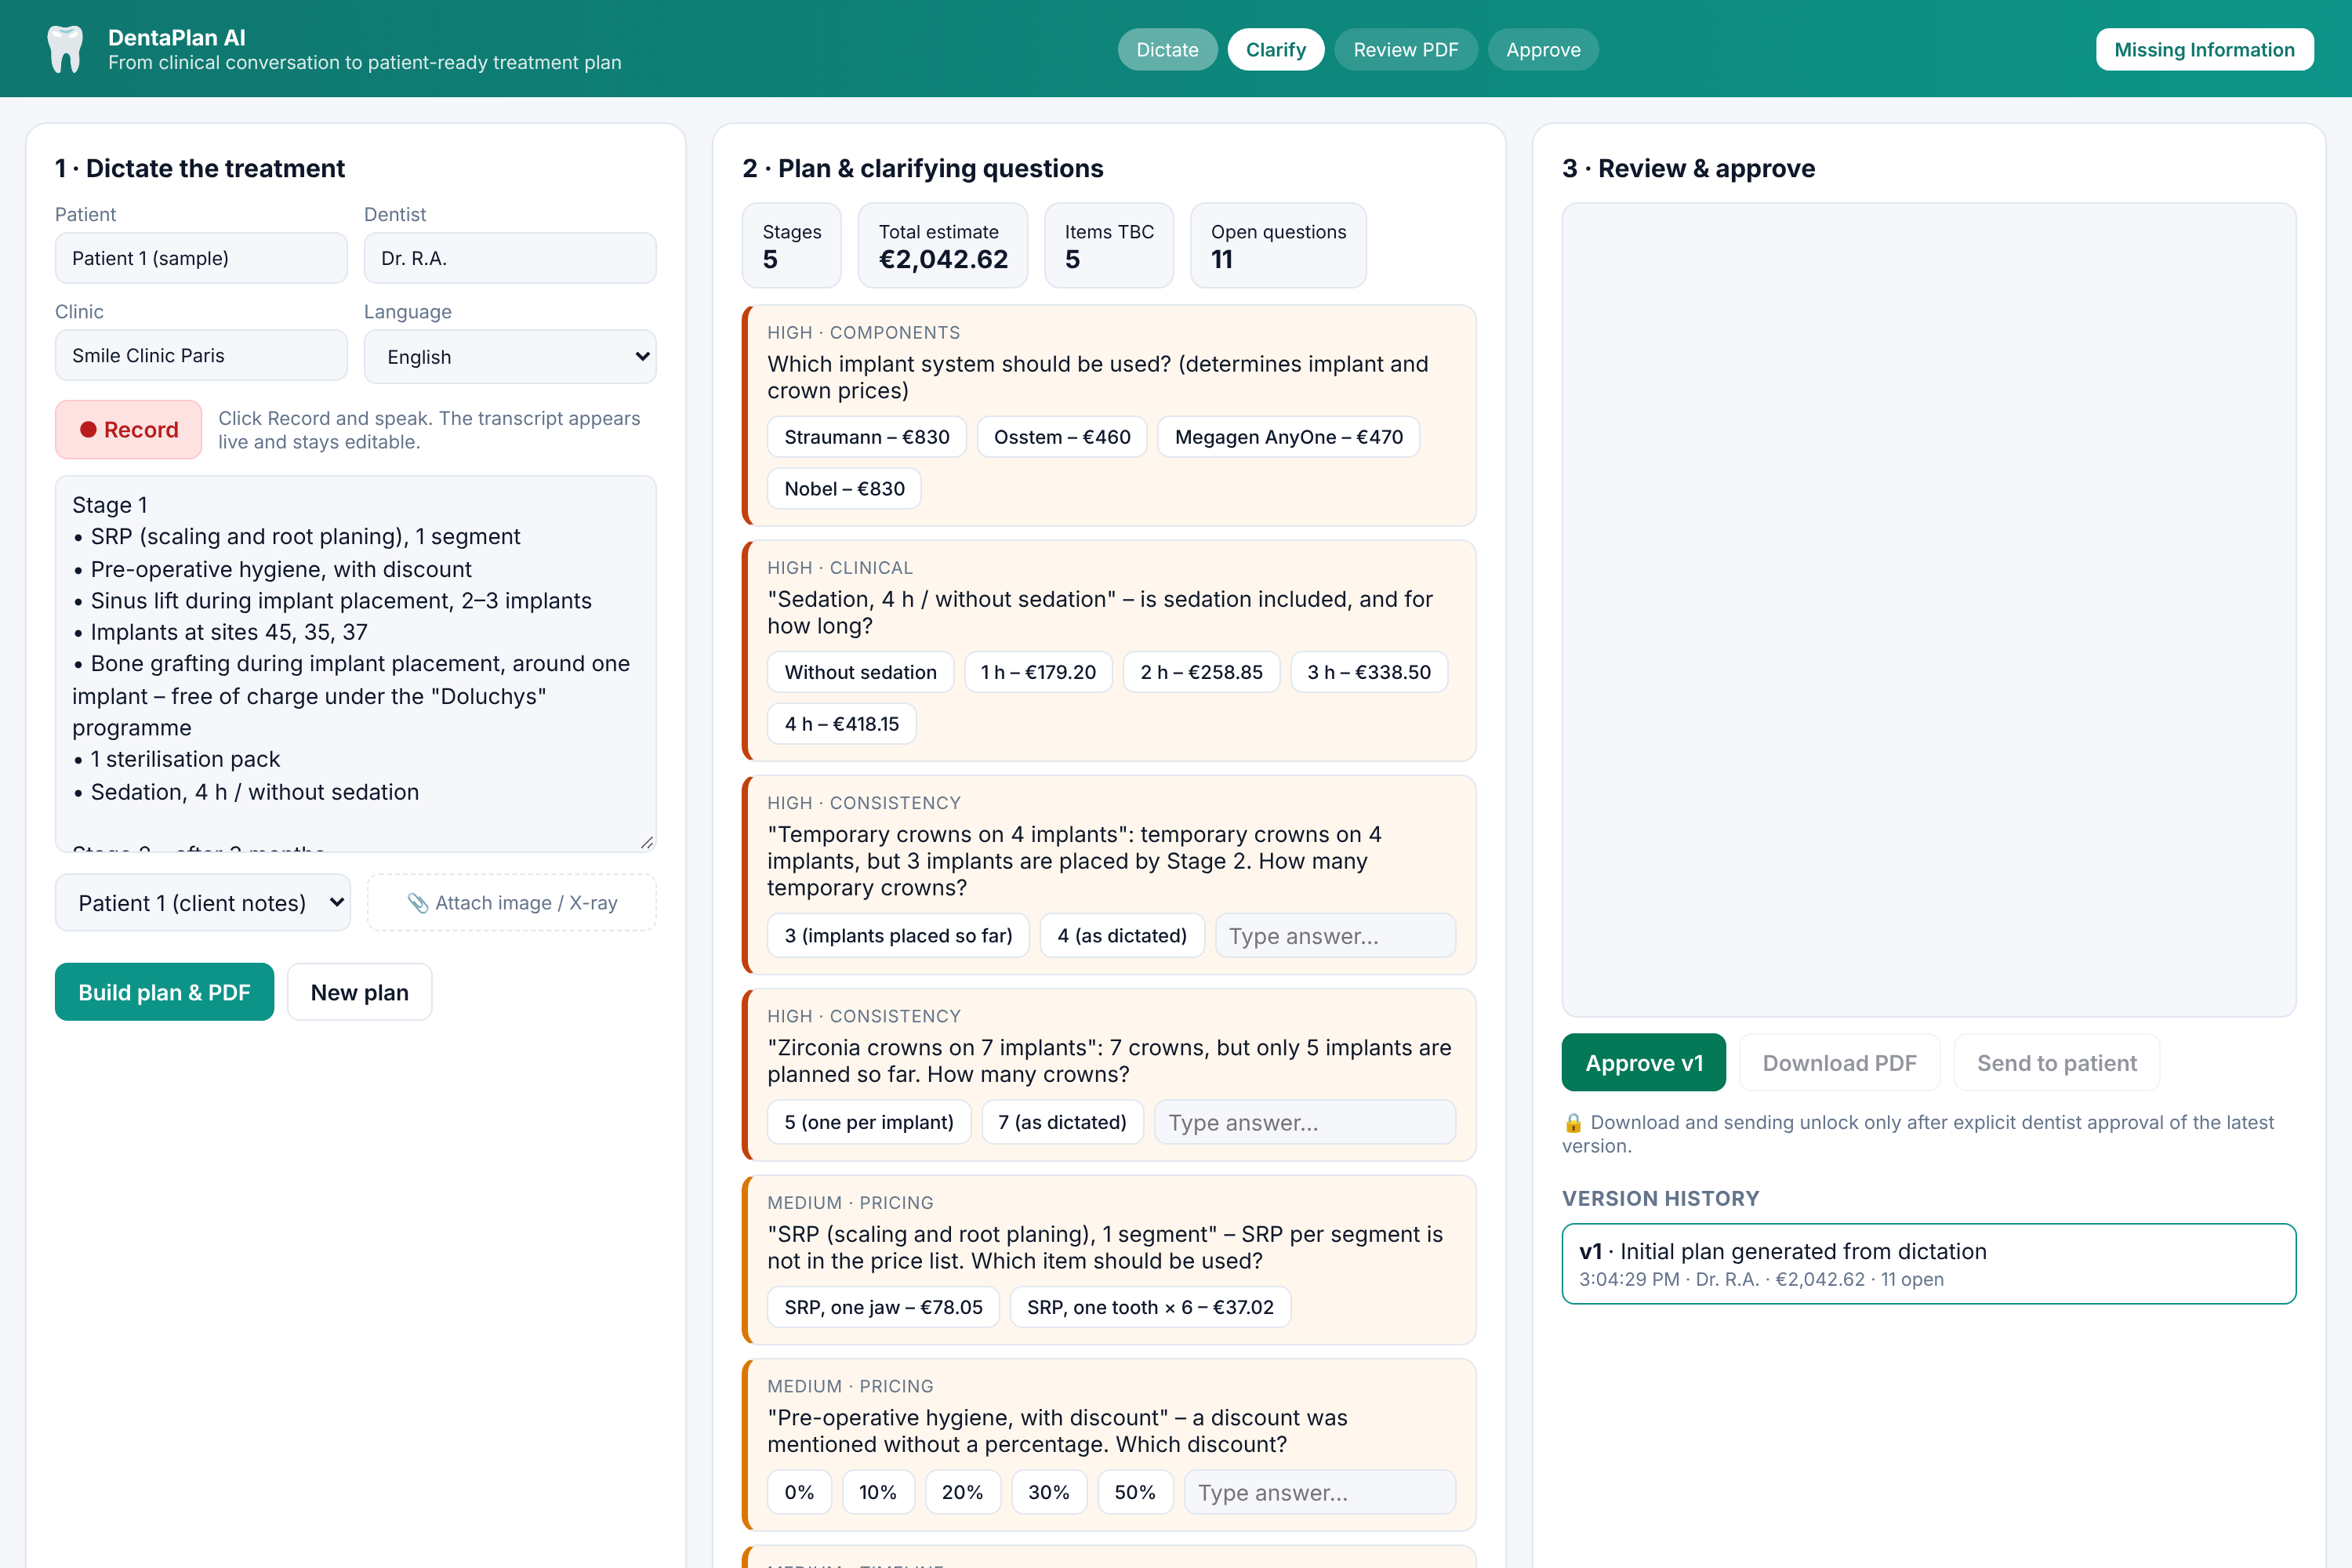 DentaPlan AI
From clinical conversation to patient-ready treatment plan
Dictate
Clarify
Review PDF
Approve
Missing Information
1 · Dictate the treatment
Patient
Dentist
Patient 1 (sample)
Dr. R.A.
Clinic
Language
Smile Clinic Paris
English
Record
Click Record and speak. The transcript appears
live and stays editable.
Stage 1
• SRP (scaling and root planing), 1 segment
• Pre-operative hygiene, with discount
• Sinus lift during implant placement, 2–3 implants
• Implants at sites 45, 35, 37
• Bone grafting during implant placement, around one
implant – free of charge under the "Doluchys"
programme
• 1 sterilisation pack
• Sedation, 4 h / without sedation
Patient 1 (client notes)
Attach image / X-ray
Build plan & PDF
New plan
2 · Plan & clarifying questions
Stages
5
Total estimate
€2,042.62
Items TBC
5
Open questions
11
HIGH · COMPONENTS
Which implant system should be used? (determines implant and
crown prices)
Straumann – €830
Osstem – €460
Megagen AnyOne – €470
Nobel – €830
HIGH · CLINICAL
"Sedation, 4 h / without sedation" – is sedation included, and for
how long?
Without sedation
1 h – €179.20
2 h – €258.85
3 h – €338.50
4 h – €418.15
HIGH · CONSISTENCY
"Temporary crowns on 4 implants": temporary crowns on 4
implants, but 3 implants are placed by Stage 2. How many
temporary crowns?
3 (implants placed so far)
4 (as dictated)
Type answer...
HIGH · CONSISTENCY
"Zirconia crowns on 7 implants": 7 crowns, but only 5 implants are
planned so far. How many crowns?
5 (one per implant)
7 (as dictated)
Type answer...
MEDIUM · PRICING
"SRP (scaling and root planing), 1 segment" – SRP per segment is
not in the price list. Which item should be used?
SRP, one jaw – €78.05
SRP, one tooth × 6 – €37.02
MEDIUM · PRICING
"Pre-operative hygiene, with discount" – a discount was
mentioned without a percentage. Which discount?
0%
10%
20%
30%
50%
Type answer...
3 · Review & approve
Approve v1
Download PDF
Send to patient
Download and sending unlock only after explicit dentist approval of the latest
version.
VERSION HISTORY
v1 · Initial plan generated from dictation
3:04:29 PM · Dr. R.A. · €2,042.62 · 11 open